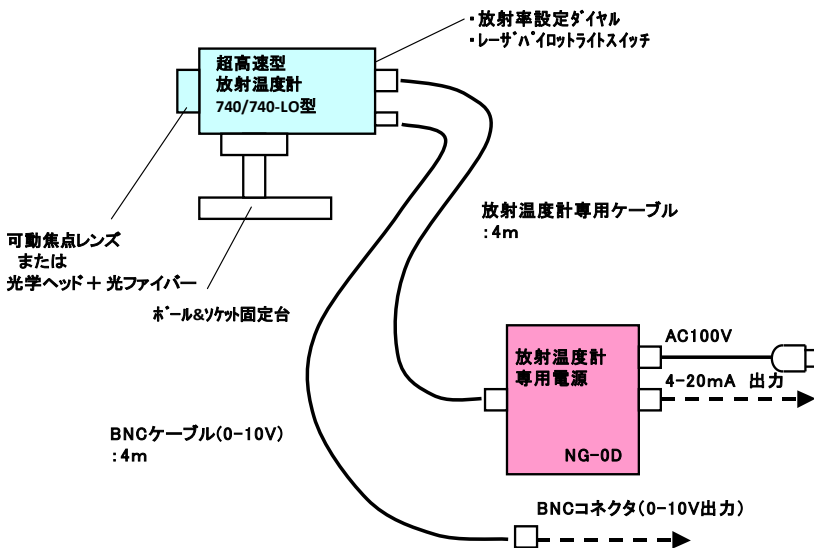 ・放射率設定ダイヤル
・レーザパイロットライトスイッチ
超高速型
放射温度計
740/740-LO型
放射温度計専用ケーブル
:4m
可動焦点レンズ
または
光学ヘッド＋光ファイバー
ボール&ソケット固定台
AC100V
放射温度計
専用電源
4-20mA 出力
NG-0D
BNCケーブル(0-10V)
:4m
BNCコネクタ(0-10V出力)